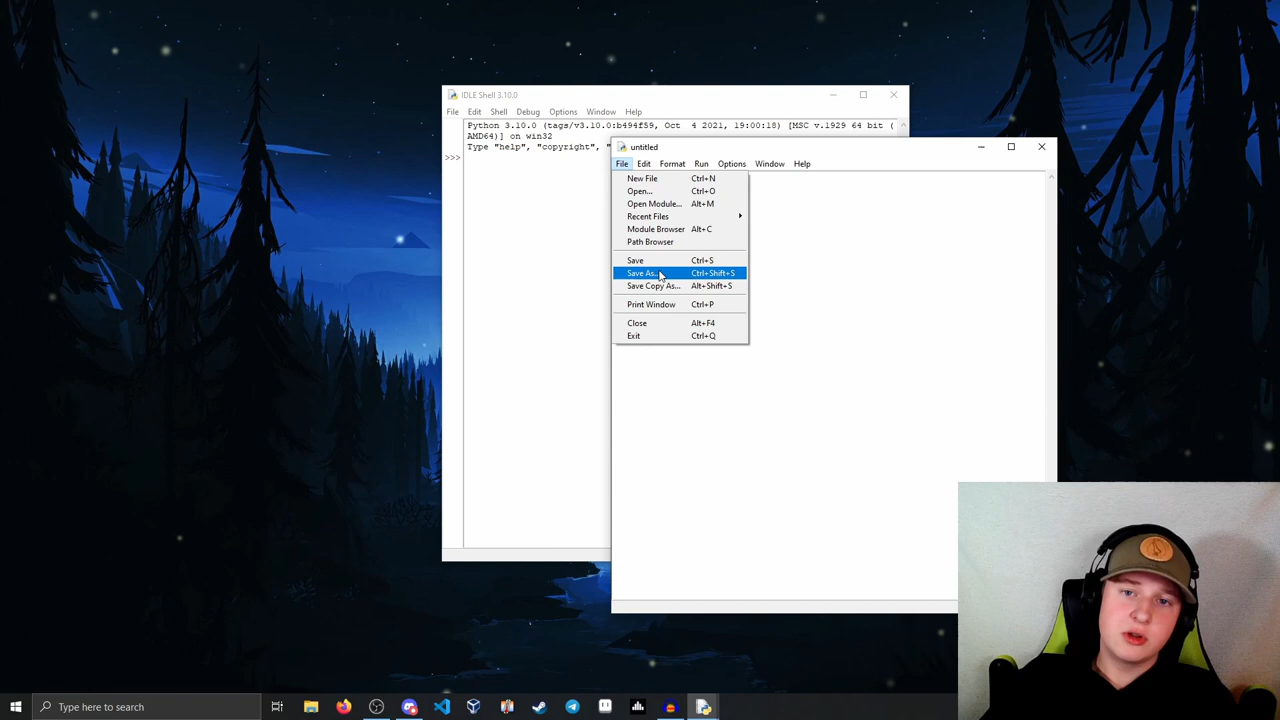 IDLE Shell 3.10.0
File Edit Shell Debug Options Window Help
Python 3.10.0 (tags/v3.10.0:b494f59, Oct  4 2021, 19:00:18) [MSC v.1929 64 bit (
AMD64)] on win32
Type "help", "copyright", "
>>>
untitled
File Edit Format Run Options Window Help
New File Ctrl+N
Open... Ctrl+O
Open Module... Alt+M
Recent Files
Module Browser Alt+C
Path Browser
Save Ctrl+S
Save As... Ctrl+Shift+S
Save Copy As... Alt+Shift+S
Print Window Ctrl+P
Close Alt+F4
Exit Ctrl+Q
Type here to search